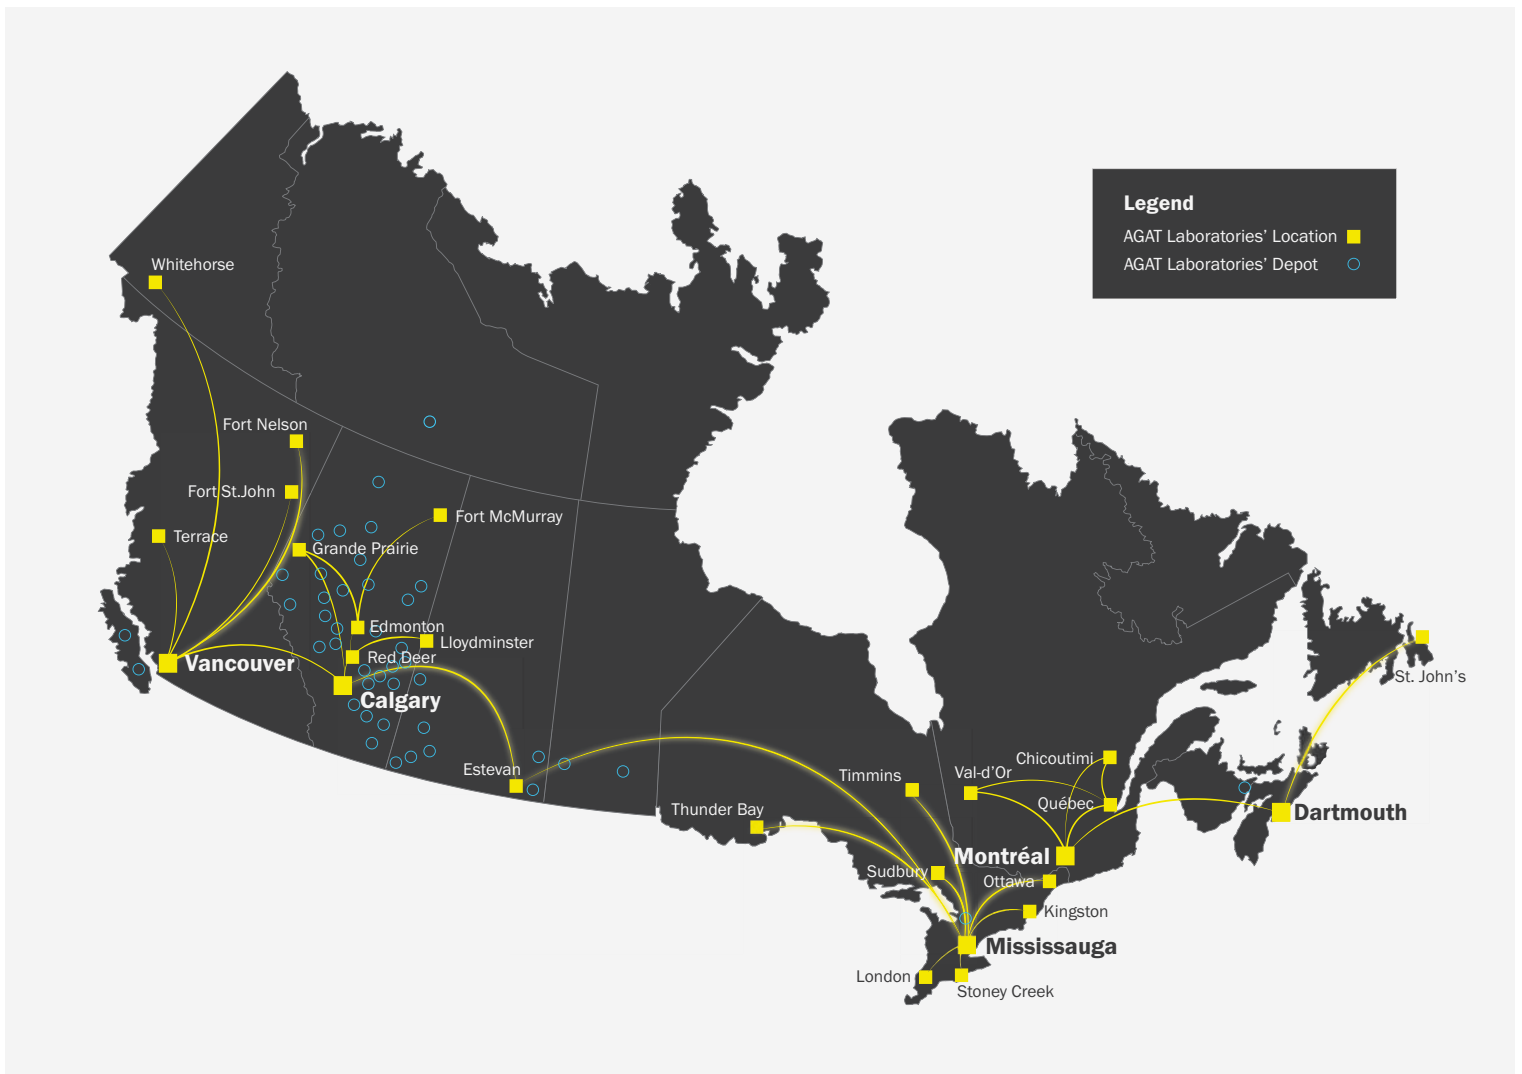 Legend
AGAT Laboratories’ Location
AGAT Laboratories’ Depot
Whitehorse
Fort Nelson
Fort St.John
Fort McMurray
Terrace
Grande Prairie
Edmonton
Lloydminster
Red Deer
Vancouver
Calgary
St. John’s
Estevan
Timmins
Val-d’Or
Chicoutimi
Québec
Thunder Bay
Dartmouth
Montréal
Sudbury
Ottawa
Kingston
Mississauga
London
Stoney Creek